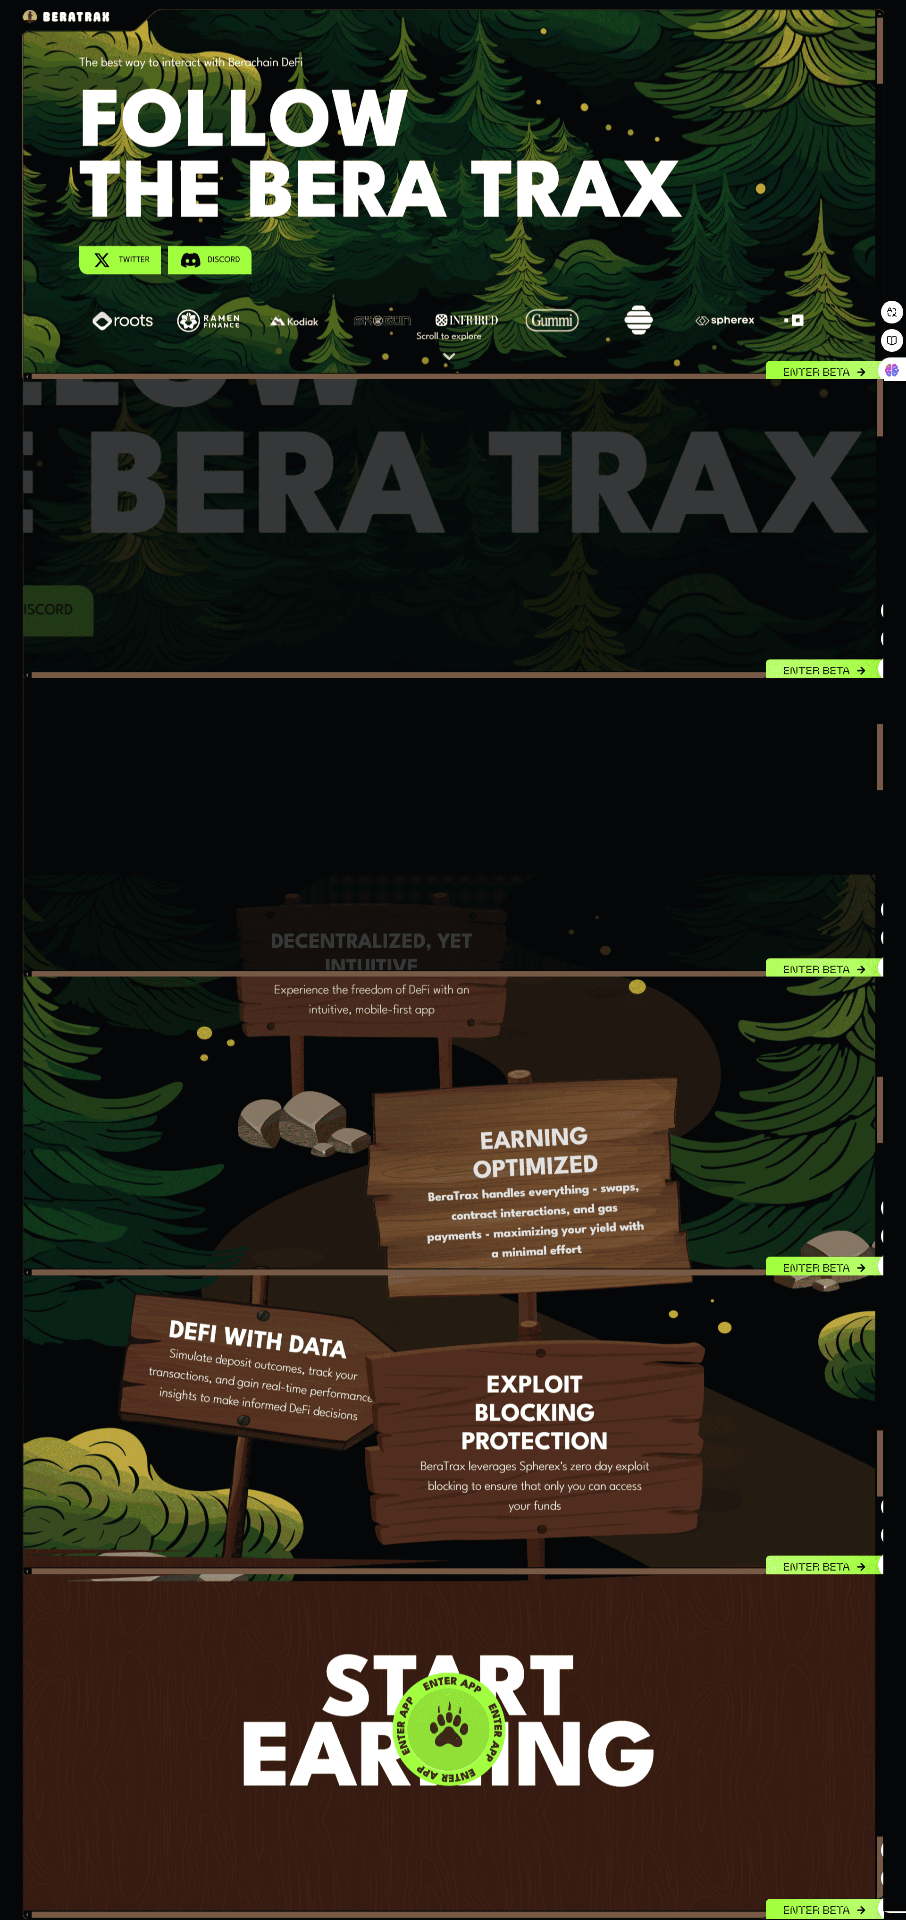 BERATRAX
The best way to interact with Berachain DeFi
FOLLOW
THE BERA TRAX
TWITTER
DISCORD
roots
RAMEN
FINANCE
Kodiak
SHOGUN
INFRARED
Gummi
spherex
Scroll to explore
ENTER BETA →
BERA TRAX
ISCORD
ENTER BETA →
DECENTRALIZED, YET
INTUITIVE
ENTER BETA →
Experience the freedom of DeFi with an
intuitive, mobile-first app
EARNING
OPTIMIZED
BeraTrax handles everything - swaps,
contract interactions, and gas
payments - maximizing your yield with
a minimal effort
ENTER BETA →
DEFI WITH DATA
Simulate deposit outcomes, track your
transactions, and gain real-time performance
insights to make informed DeFi decisions
EXPLOIT
BLOCKING
PROTECTION
BeraTrax leverages Spherex's zero day exploit
blocking to ensure that only you can access
your funds
ENTER BETA →
START
EARNING
ENTER APP ENTER APP ENTER APP ENTER APP
ENTER BETA →